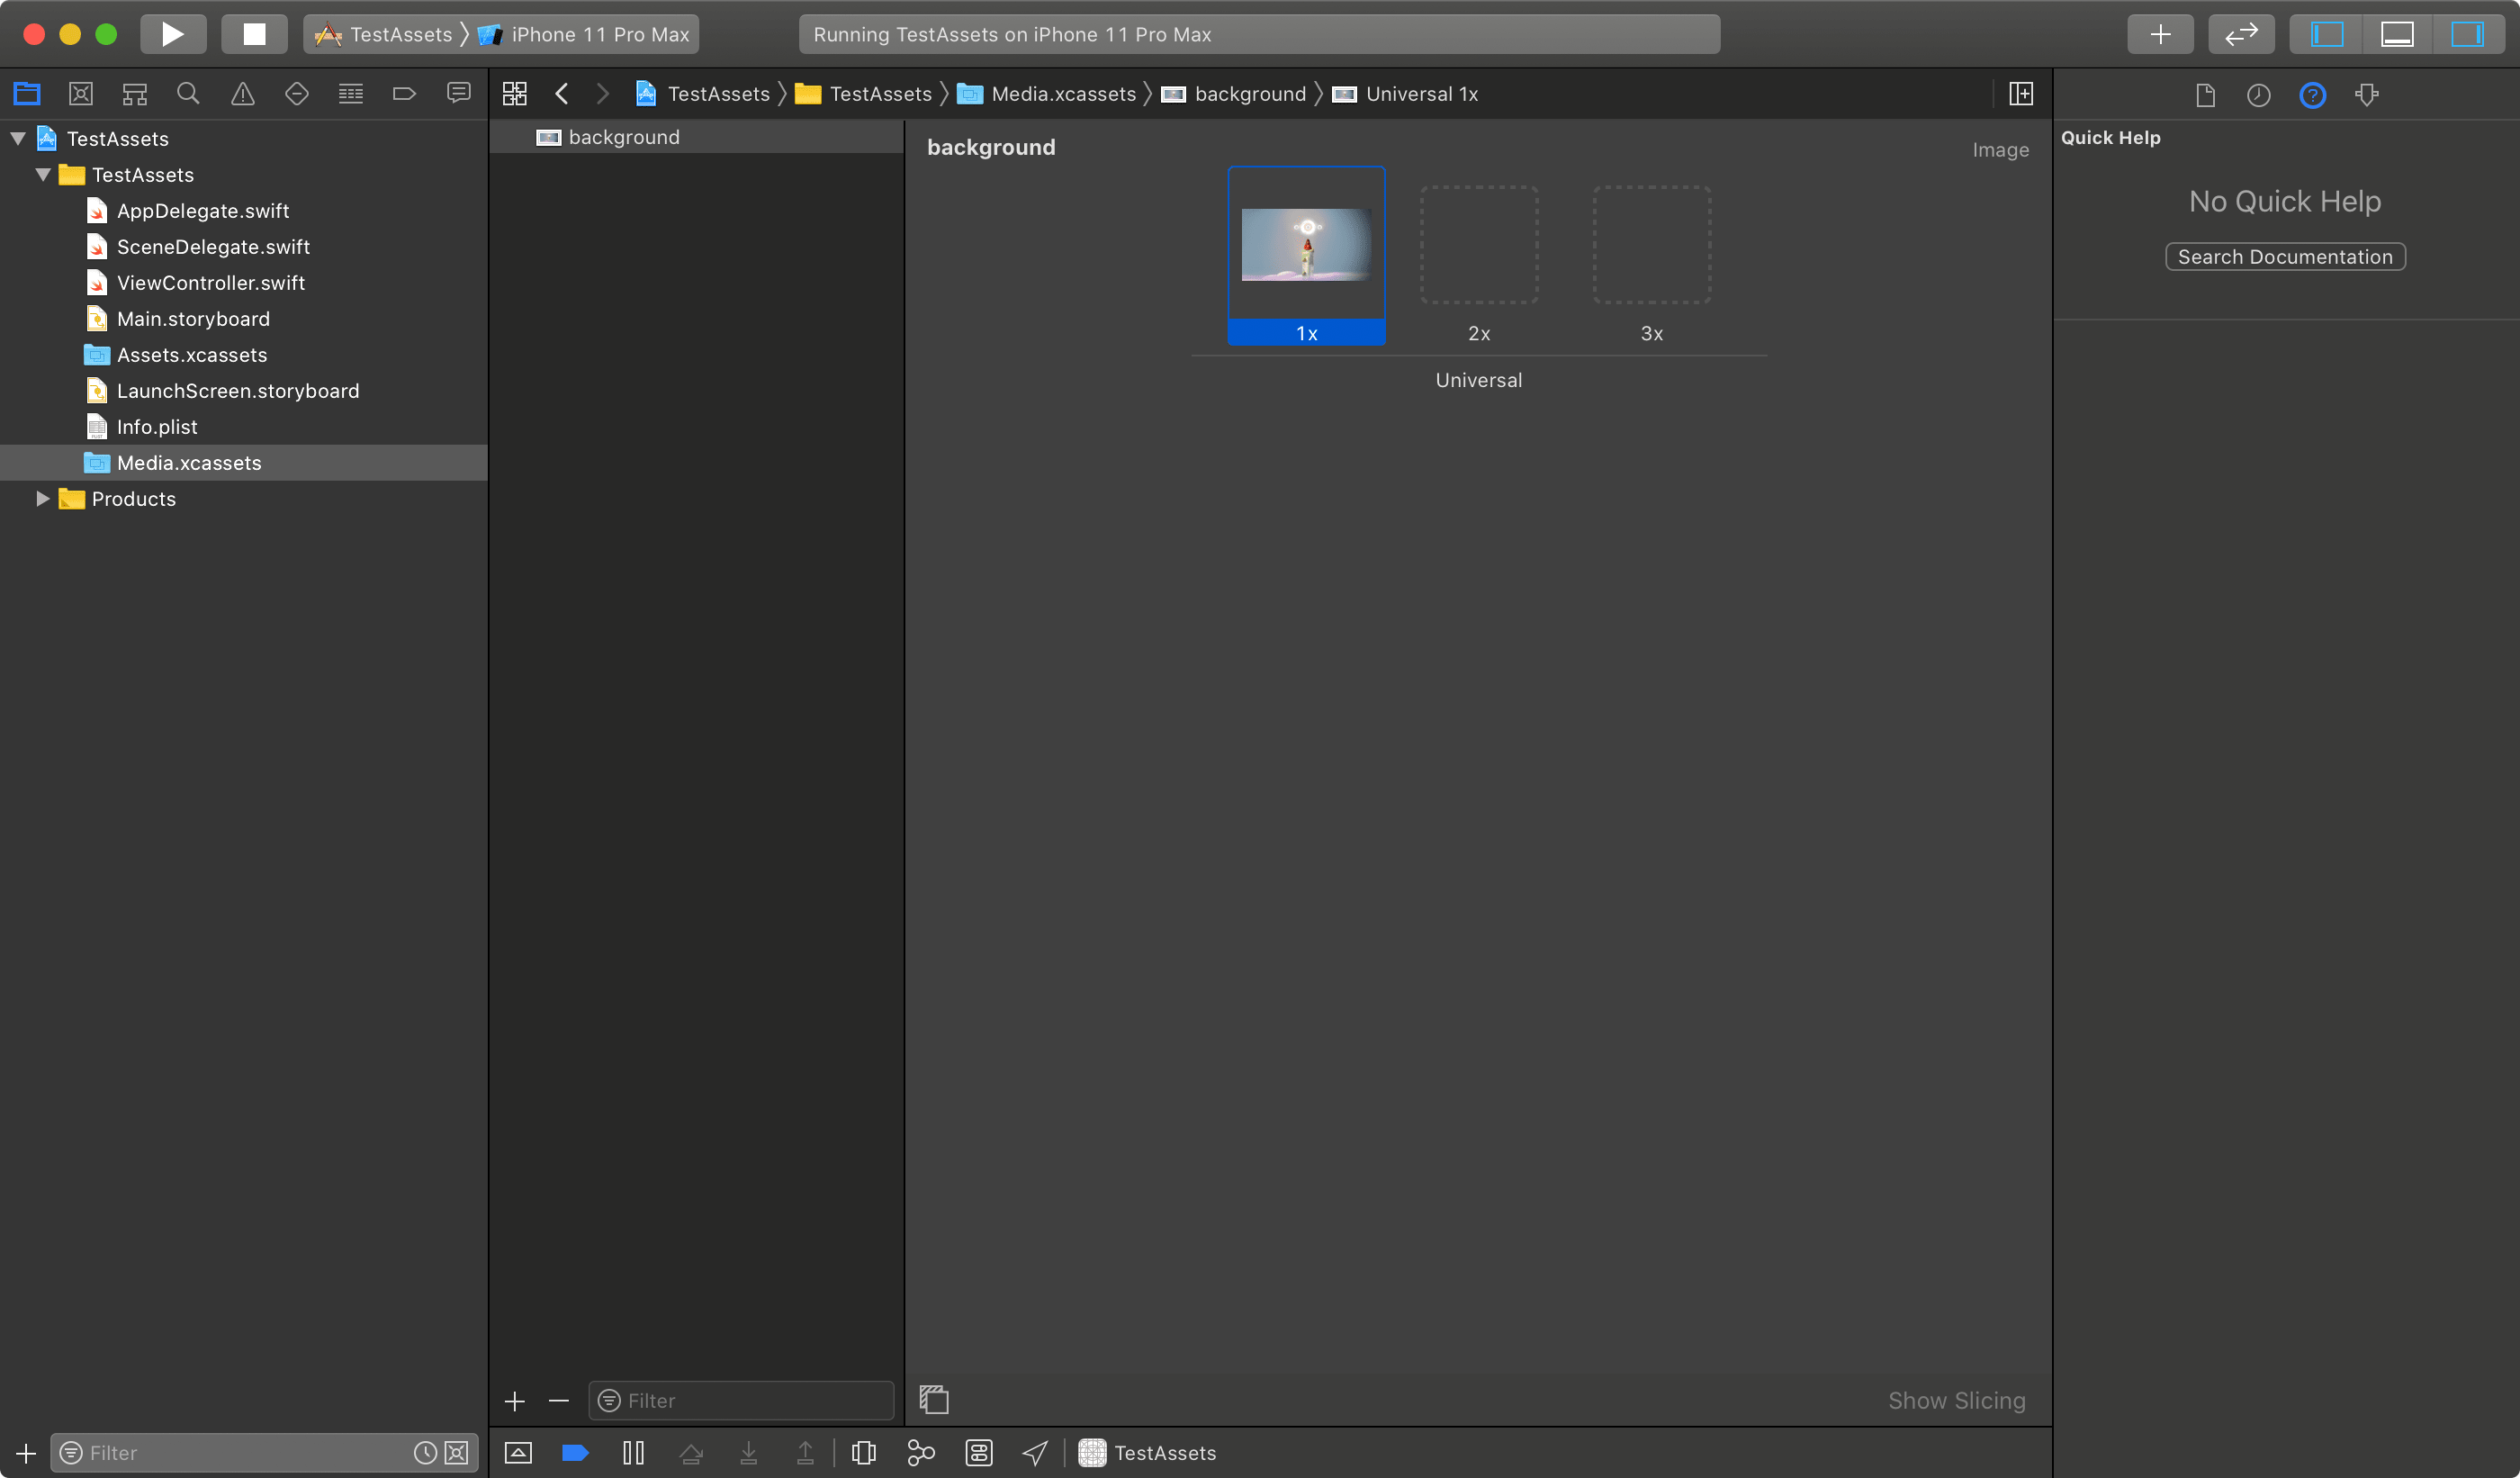 TestAssets iPhone 11 Pro Max
Running TestAssets on iPhone 11 Pro Max
TestAssets TestAssets Media.xcassets background Universal 1x
TestAssets
TestAssets
AppDelegate.swift
SceneDelegate.swift
ViewController.swift
Main.storyboard
Assets.xcassets
LaunchScreen.storyboard
Info.plist
Media.xcassets
Products
Filter
background
Filter
background
Image
1x 2x 3x
Universal
Show Slicing
TestAssets
Quick Help
No Quick Help
Search Documentation